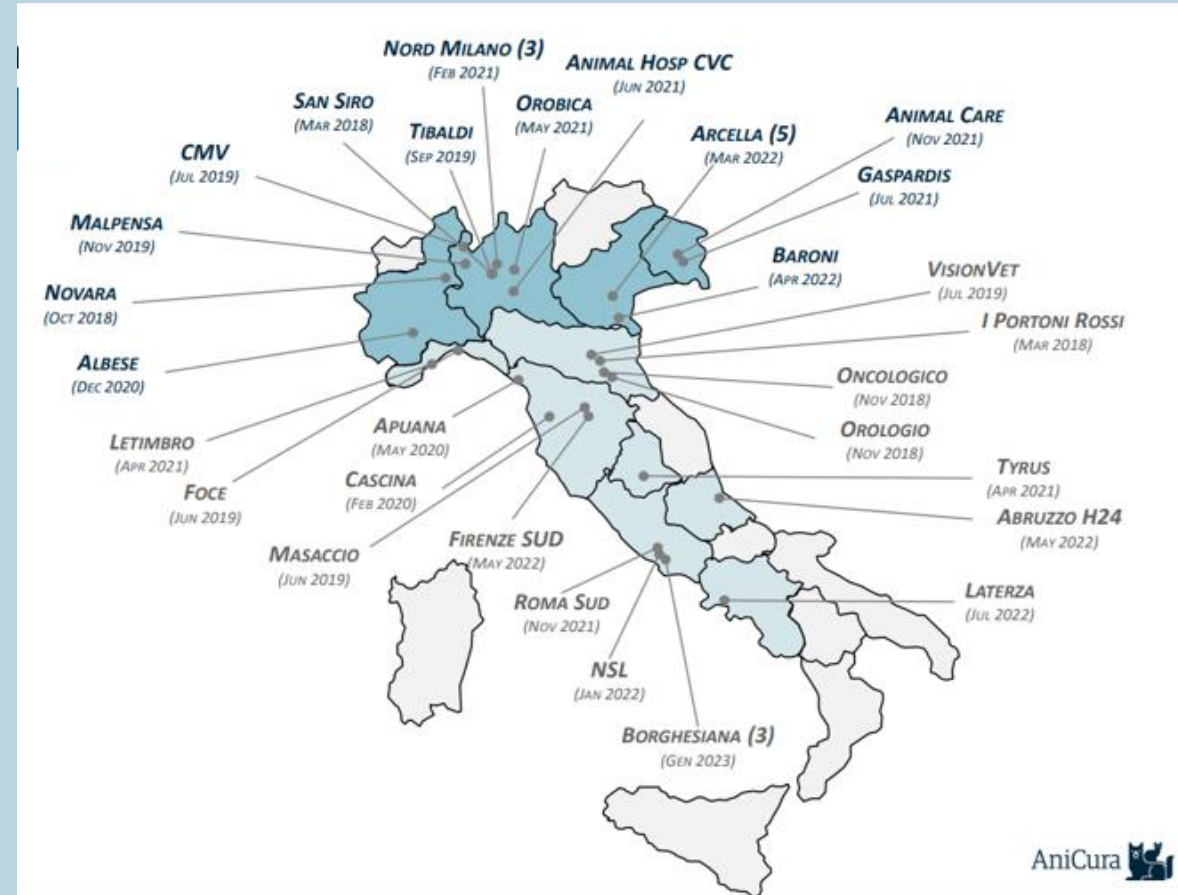 NORD MILANO (3)
(FEB 2021)
ANIMAL HOSP CVC
(JUN 2021)
SAN SIRO
(MAR 2018)
OROBICA
(MAY 2021)
TIBALDI
(SEP 2019)
ARCELLA (5)
(MAR 2022)
ANIMAL CARE
(NOV 2021)
CMV
(JUL 2019)
GASPARDIS
(JUL 2021)
MALPENSA
(NOV 2019)
BARONI
(APR 2022)
VISIONVET
(JUL 2019)
NOVARA
(OCT 2018)
I PORTONI ROSSI
(MAR 2018)
ALBESE
(DEC 2020)
ONCOLOGICO
(NOV 2018)
APUANA
(MAY 2020)
OROLOGIO
(NOV 2018)
LETIMBRO
(APR 2021)
CASCINA
(FEB 2020)
TYRUS
(APR 2021)
FOCE
(JUN 2019)
ABRUZZO H24
(MAY 2022)
MASACCIO
(JUN 2019)
FIRENZE SUD
(MAY 2022)
LATERZA
(JUL 2022)
ROMA SUD
(NOV 2021)
NSL
(JAN 2022)
BORGHESIANA (3)
(GEN 2023)
AniCura